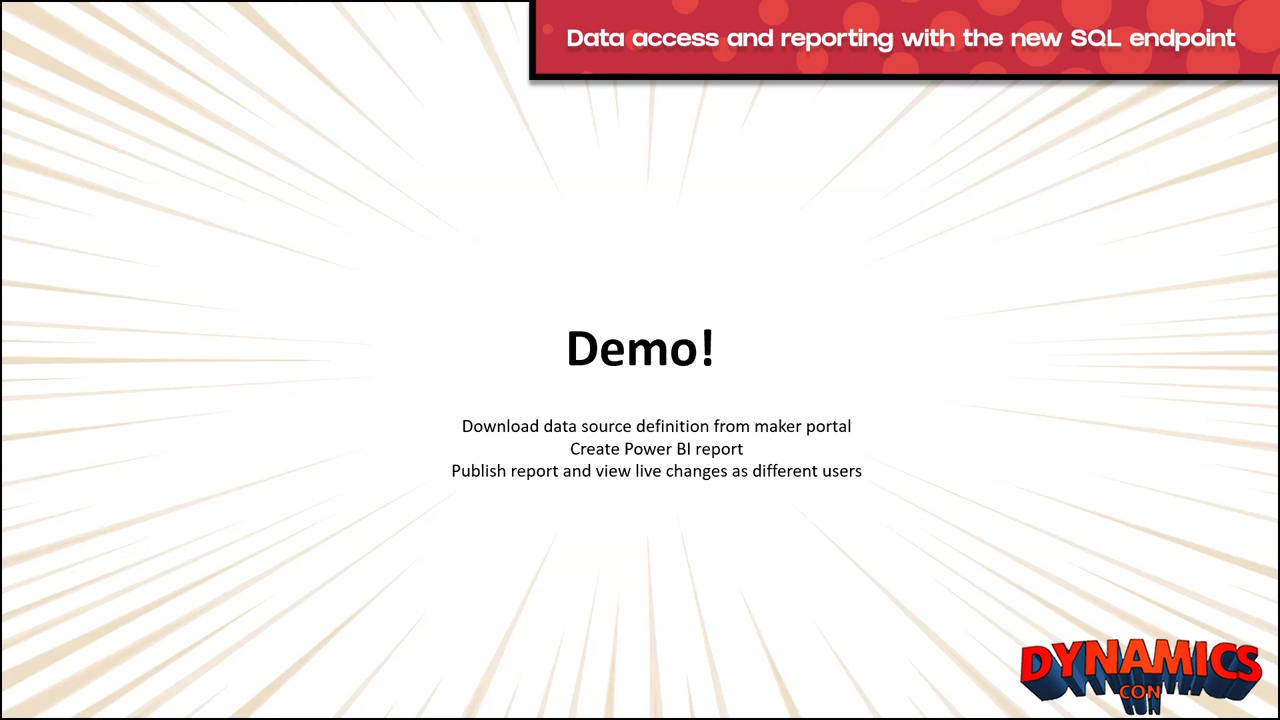 Data access and reporting with the new SQL endpoint
Demo!
Download data source definition from maker portal
Create Power BI report
Publish report and view live changes as different users
DYNAMICS
CON